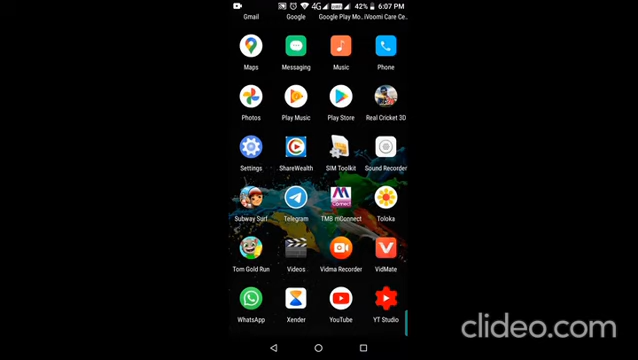 42% 6:07 PM
Gmail Google Google Play Mo.. iVoomi Care Ce..
Maps Messaging Music Phone
Photos Play Music Play Store Real Cricket 3D
Settings ShareWealth SIM Toolkit Sound Recorder
Subway Surf Telegram TMB mConnect Toloka
Tom Gold Run Videos Vidma Recorder VidMate
WhatsApp Xender YouTube YT Studio
clideo.com